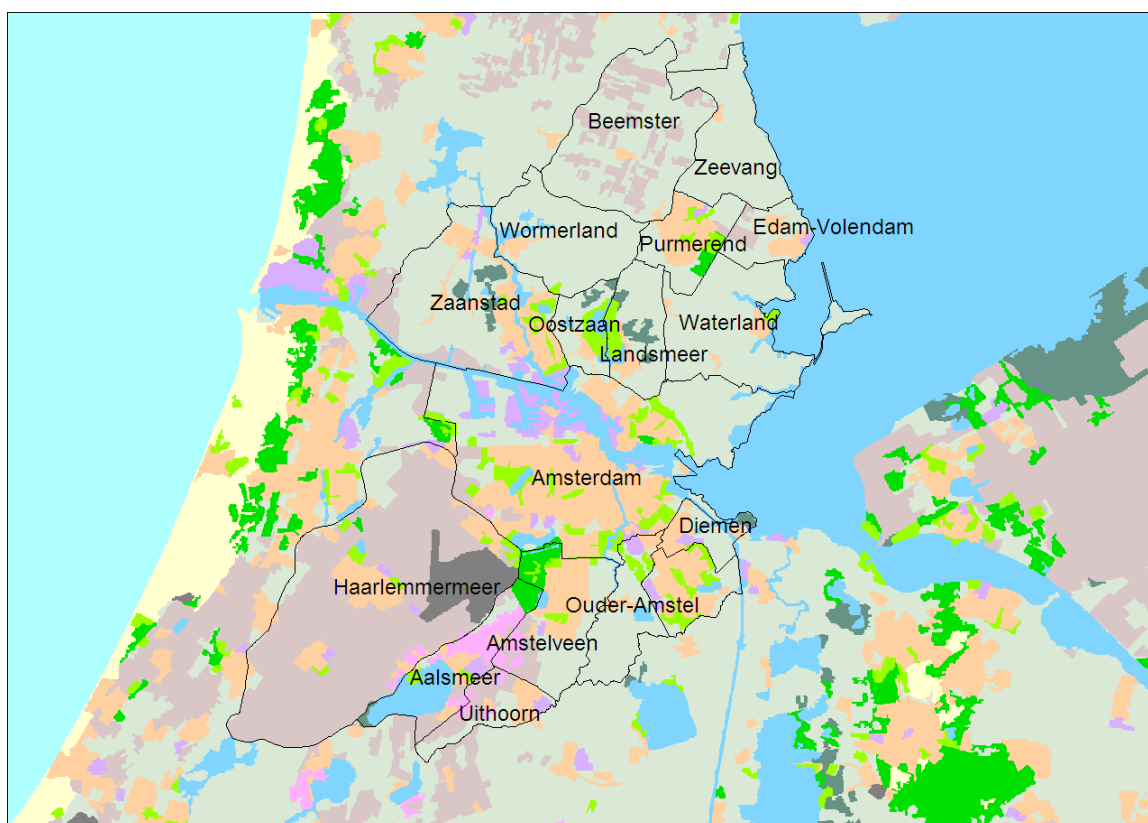 Beemster
Zeevang
Wormerland
Edam-Volendam
Purmerend
Zaanstad
Oostzaan
Waterland
Landsmeer
Amsterdam
Diemen
Haarlemmermeer
Ouder-Amstel
Amstelveen
Aalsmeer
Uithoorn